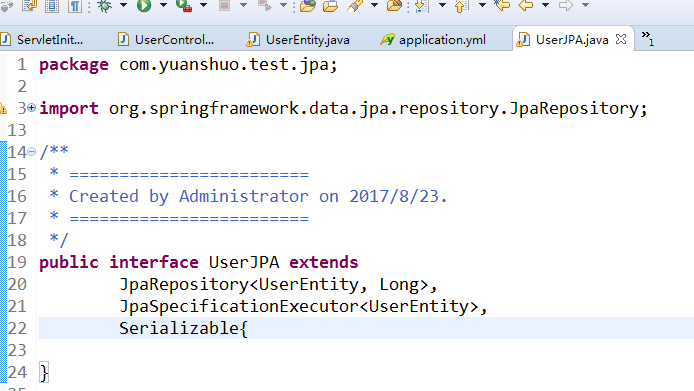 ServletInit... UserControl... UserEntity.java application.yml UserJPA.java »1
1 package com.yuanshuo.test.jpa;
2
3 import org.springframework.data.jpa.repository.JpaRepository;
13
14 /**
15  * ========================
16  * Created by Administrator on 2017/8/23.
17  * ========================
18  */
19 public interface UserJPA extends
20         JpaRepository<UserEntity, Long>,
21         JpaSpecificationExecutor<UserEntity>,
22         Serializable{
23
24 }